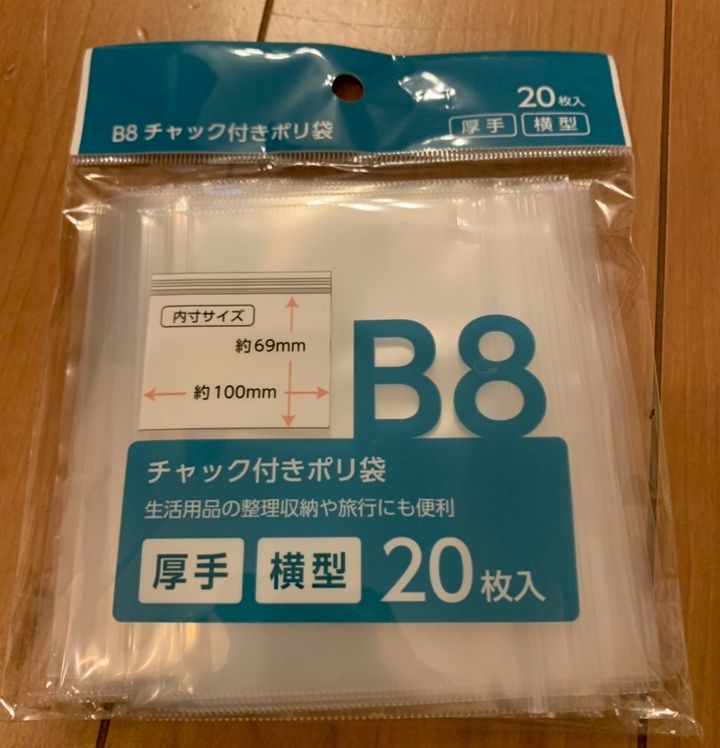 20枚入
B8 チャック付きポリ袋
厚手 横型
内寸サイズ
約69mm
約100mm
B8
チャック付きポリ袋
生活用品の整理収納や旅行にも便利
厚手 横型 20枚入